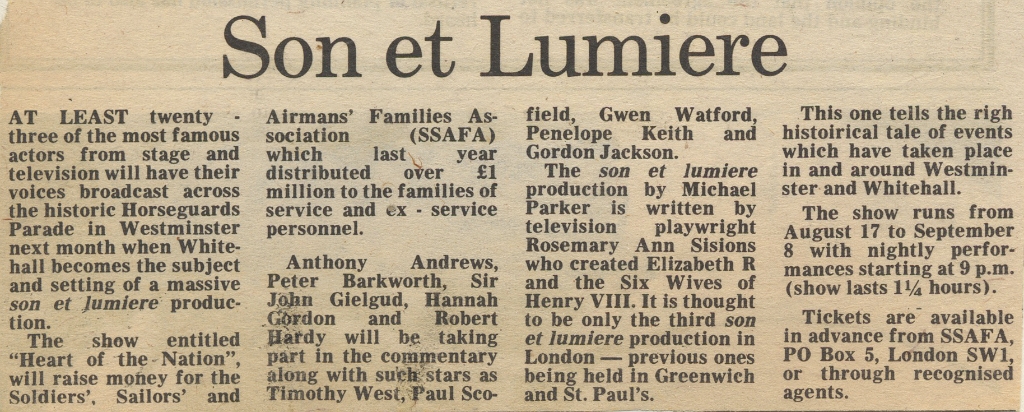 Son et Lumiere
AT LEAST twenty -
three of the most famous
actors from stage and
television will have their
voices broadcast across
the historic Horseguards
Parade in Westminster
next month when White-
hall becomes the subject
and setting of a massive
son et lumiere produc-
tion.
The show entitled
"Heart of the Nation",
will raise money for the
Soldiers', Sailors' and
Airman's Families As-
sociation (SSAFA)
which last year
distributed over £1
million to the families of
service and ex - service
personnel.
Anthony Andrews,
Peter Barkworth, Sir
John Gielgud, Hannah
Gordon and Robert
Hardy will be taking
part in the commentary
along with such stars as
Timothy West, Paul Sco-
field, Gwen Watford,
Penelope Keith and
Gordon Jackson.
The son et lumiere
production by Michael
Parker is written by
television playwright
Rosemary Ann Sisions
who created Elizabeth R
and the Six Wives of
Henry VIII. It is thought
to be only the third son
et lumiere production in
London — previous ones
being held in Greenwich
and St. Paul's.
This one tells the righ
histoirical tale of events
which have taken place
in and around Westmin-
ster and Whitehall.
The show runs from
August 17 to September
8 with nightly perfor-
mances starting at 9 p.m.
(show lasts 1¼ hours).
Tickets are available
in advance from SSAFA,
PO Box 5, London SW1,
or through recognised
agents.